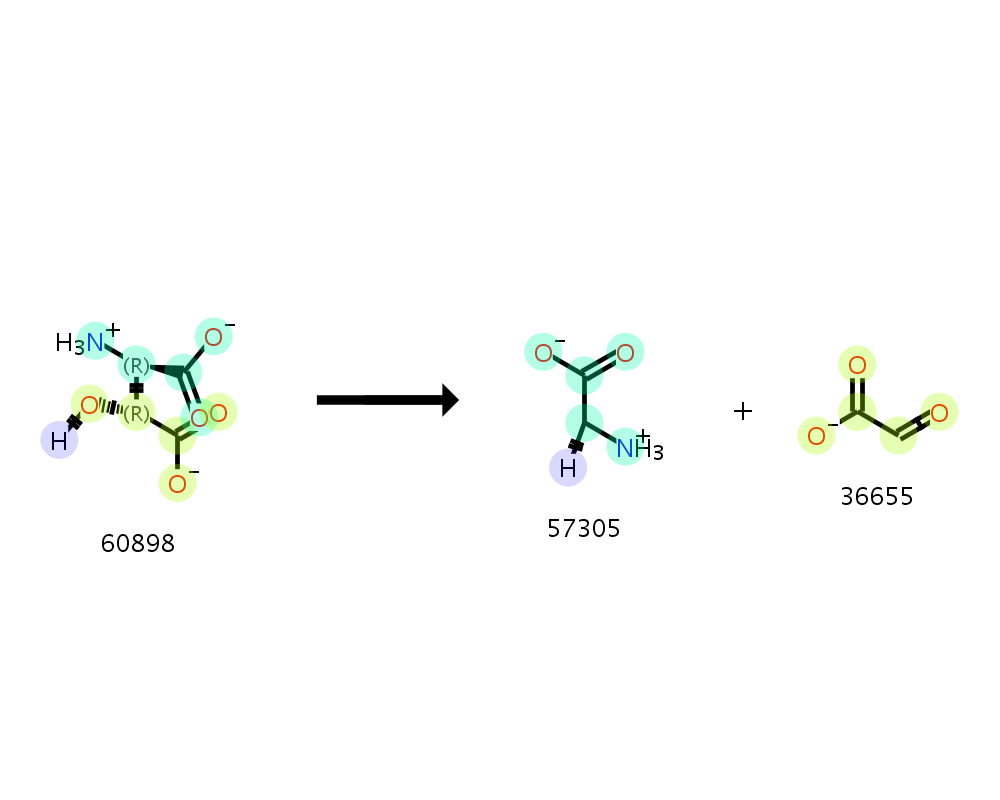 H3N+
(R)
O-
O
(R)
O
O
H
O-
60898
O-
O
NH3+
H
57305
+
O
O-
O
36655